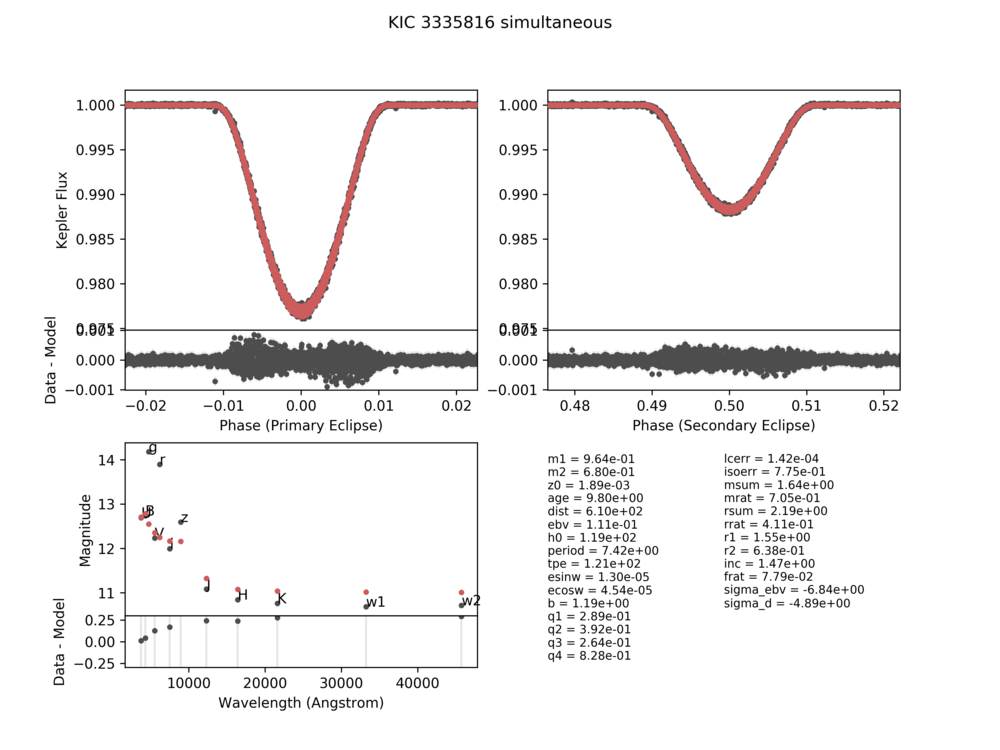 KIC 3335816 simultaneous
1.000
0.995
0.990
0.985
0.980
0.975
Kepler Flux
0.001
0.000
−0.001
Data - Model
−0.02 −0.01 0.00 0.01 0.02
Phase (Primary Eclipse)
1.000
0.995
0.990
0.985
0.980
0.975
0.001
0.000
−0.001
0.48 0.49 0.50 0.51 0.52
Phase (Secondary Eclipse)
14
13
12
11
Magnitude
g
r
B
V
i
z
J
H
K
w1
w2
0.25
0.00
−0.25
Data - Model
10000 20000 30000 40000
Wavelength (Angstrom)
m1 = 9.64e-01
m2 = 6.80e-01
z0 = 1.89e-03
age = 9.80e+00
dist = 6.10e+02
ebv = 1.11e-01
h0 = 1.19e+02
period = 7.42e+00
tpe = 1.21e+02
esinw = 1.30e-05
ecosw = 4.54e-05
b = 1.19e+00
q1 = 2.89e-01
q2 = 3.92e-01
q3 = 2.64e-01
q4 = 8.28e-01
lcerr = 1.42e-04
isoerr = 7.75e-01
msum = 1.64e+00
mrat = 7.05e-01
rsum = 2.19e+00
rrat = 4.11e-01
r1 = 1.55e+00
r2 = 6.38e-01
inc = 1.47e+00
frat = 7.79e-02
sigma_ebv = -6.84e+00
sigma_d = -4.89e+00